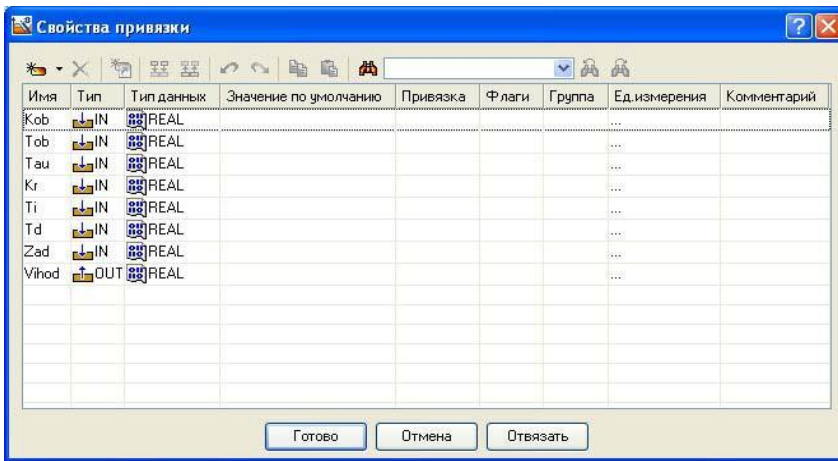 Свойства привязки
Имя Тип Тип данных Значение по умолчанию Привязка Флаги Группа Ед.измерения Комментарий
Kob IN REAL ...
Tob IN REAL ...
Tau IN REAL ...
Kr IN REAL ...
Ti IN REAL ...
Td IN REAL ...
Zad IN REAL ...
Vihod OUT REAL ...
Готово Отмена Отвязать